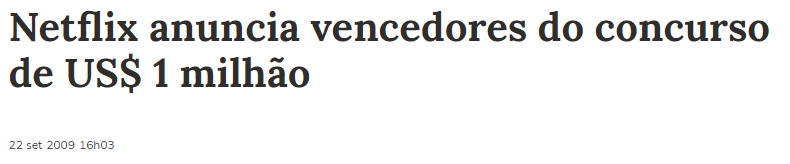 Netflix anuncia vencedores do concurso
de US$ 1 milhão
22 set 2009 16h03